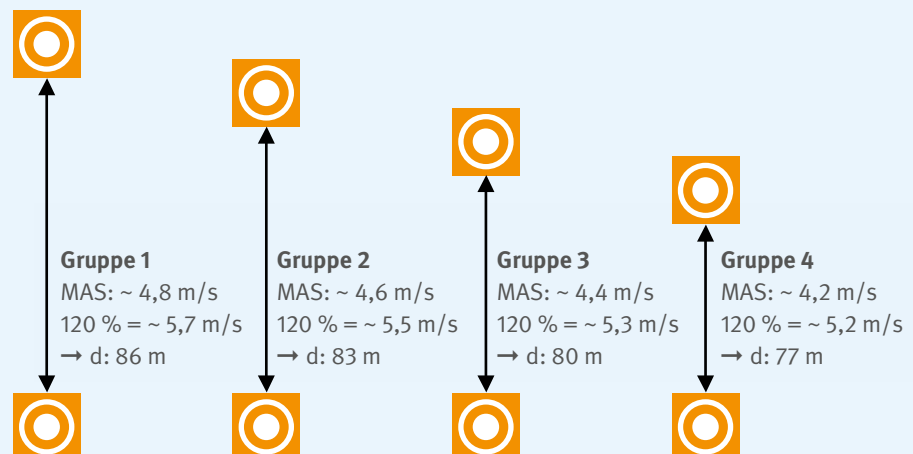 Gruppe 1
MAS: ~ 4,8 m/s
120 % = ~ 5,7 m/s
→ d: 86 m
Gruppe 2
MAS: ~ 4,6 m/s
120 % = ~ 5,5 m/s
→ d: 83 m
Gruppe 3
MAS: ~ 4,4 m/s
120 % = ~ 5,3 m/s
→ d: 80 m
Gruppe 4
MAS: ~ 4,2 m/s
120 % = ~ 5,2 m/s
→ d: 77 m